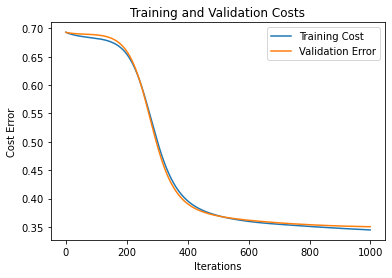 Training and Validation Costs
Training Cost
Validation Error
Cost Error
0.70
0.65
0.60
0.55
0.50
0.45
0.40
0.35
0
200
400
600
800
1000
Iterations